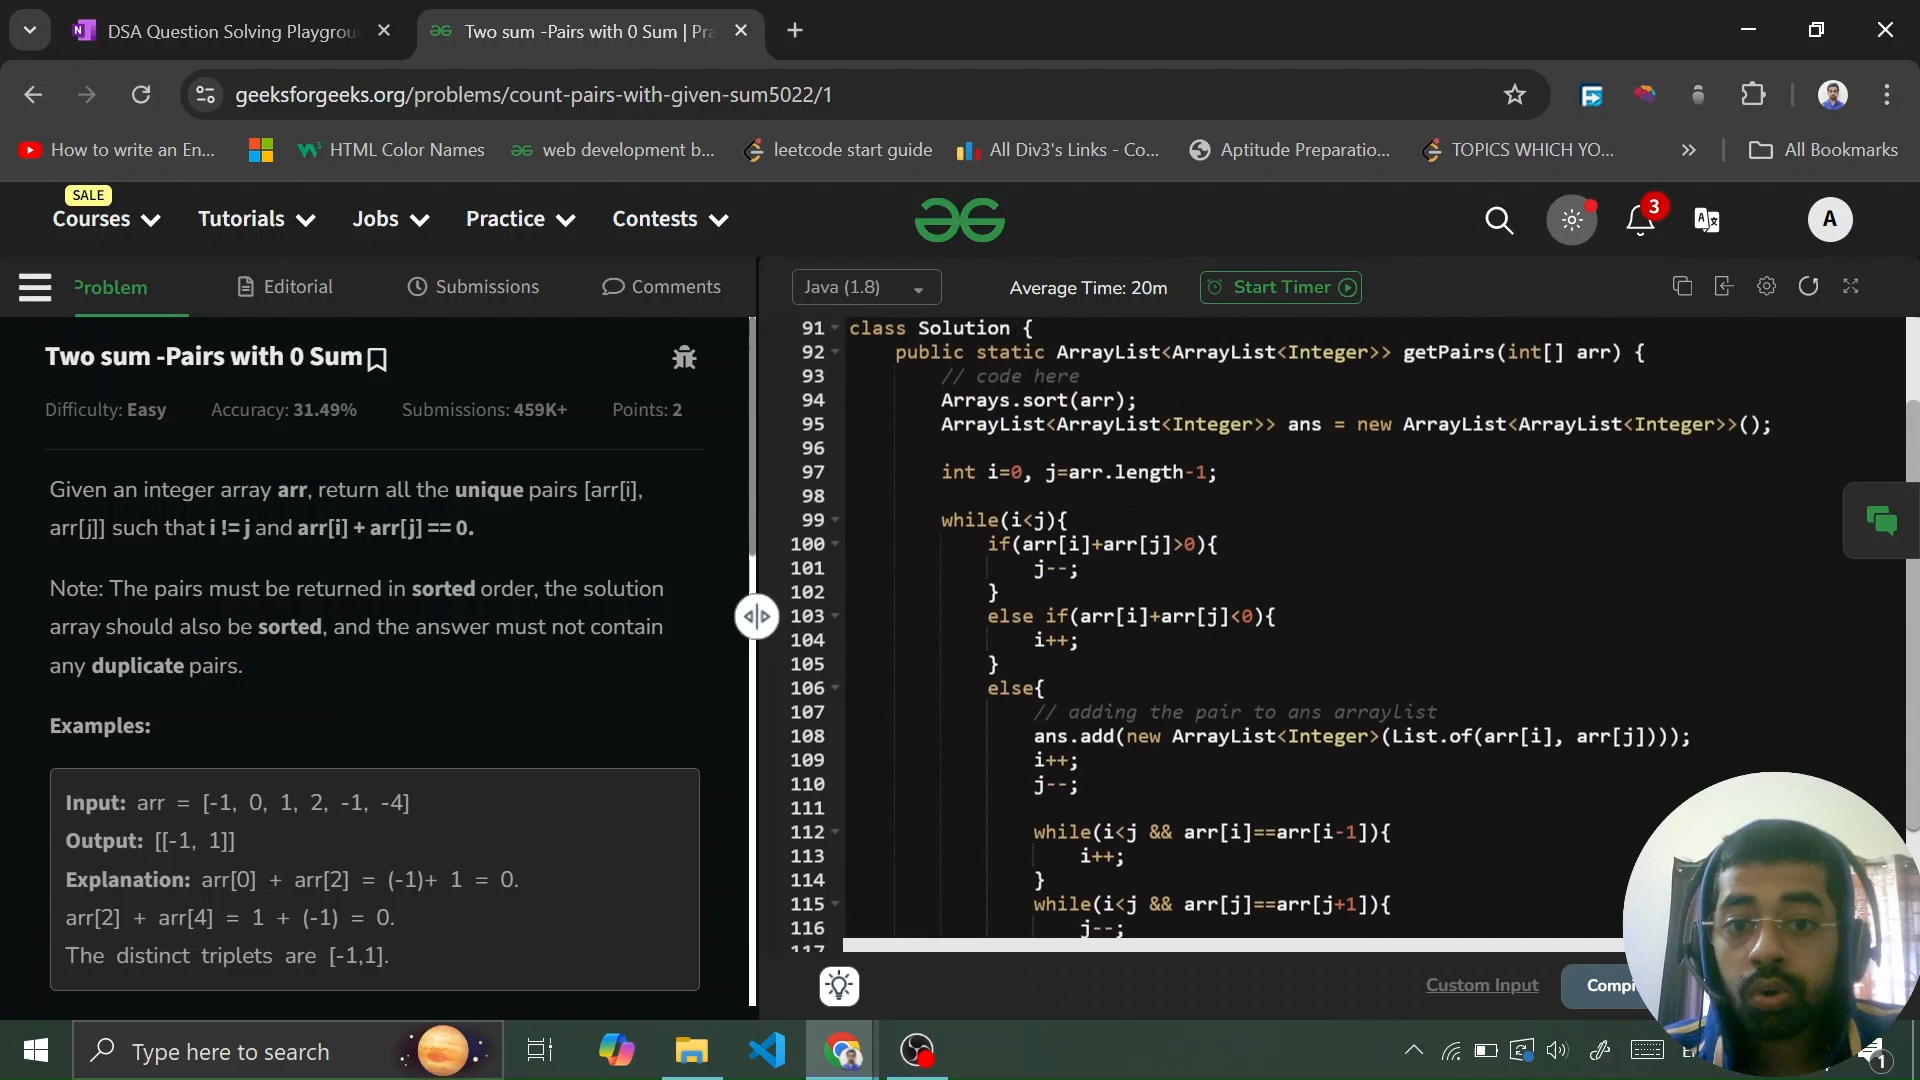 DSA Question Solving Playgrou
Two sum -Pairs with 0 Sum | Pra
geeksforgeeks.org/problems/count-pairs-with-given-sum5022/1
How to write an En...
HTML Color Names
web development b...
leetcode start guide
All Div3's Links - Co...
Aptitude Preparatio...
TOPICS WHICH YO...
All Bookmarks
SALE
Courses
Tutorials
Jobs
Practice
Contests
3
A
Problem
Editorial
Submissions
Comments
Java (1.8)
Average Time: 20m
Start Timer
Two sum -Pairs with 0 Sum
Difficulty: Easy Accuracy: 31.49% Submissions: 459K+ Points: 2
Given an integer array arr, return all the unique pairs [arr[i],
arr[j]] such that i != j and arr[i] + arr[j] == 0.
Note: The pairs must be returned in sorted order, the solution
array should also be sorted, and the answer must not contain
any duplicate pairs.
Examples:
Input: arr = [-1, 0, 1, 2, -1, -4]
Output: [[-1, 1]]
Explanation: arr[0] + arr[2] = (-1)+ 1 = 0.
arr[2] + arr[4] = 1 + (-1) = 0.
The distinct triplets are [-1,1].
91 class Solution {
92 public static ArrayList<ArrayList<Integer>> getPairs(int[] arr) {
93 // code here
94 Arrays.sort(arr);
95 ArrayList<ArrayList<Integer>> ans = new ArrayList<ArrayList<Integer>>();
96
97 int i=0, j=arr.length-1;
98
99 while(i<j){
100 if(arr[i]+arr[j]>0){
101 j--;
102 }
103 else if(arr[i]+arr[j]<0){
104 i++;
105 }
106 else{
107 // adding the pair to ans arraylist
108 ans.add(new ArrayList<Integer>(List.of(arr[i], arr[j])));
109 i++;
110 j--;
111
112 while(i<j && arr[i]==arr[i-1]){
113 i++;
114 }
115 while(i<j && arr[j]==arr[j+1]){
116 j--;
117
Custom Input
Compi
Type here to search
1